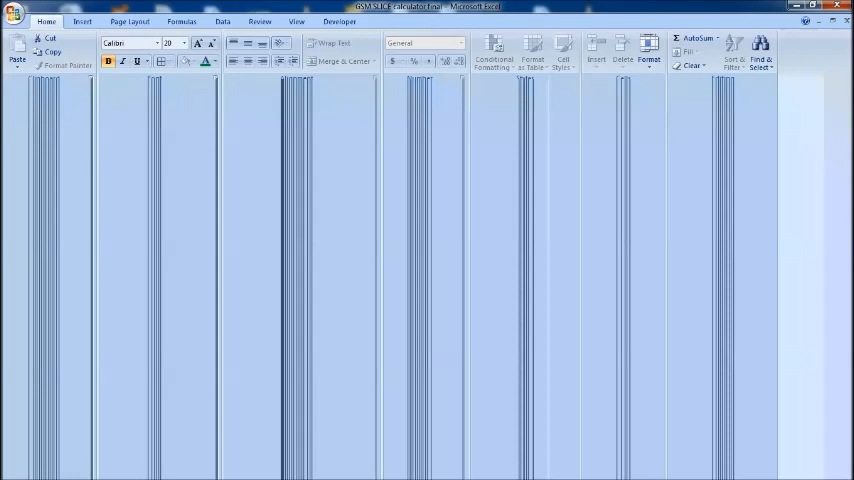 GSM SLICE calculator final - Microsoft Excel
Home Insert Page Layout Formulas Data Review View Developer
Paste
Cut
Copy
Format Painter
Calibri 20
B I U
Wrap Text
Merge & Center
General
$ % ,
Conditional Formatting
Format as Table
Cell Styles
Insert
Delete
Format
Σ AutoSum
Fill
Clear
Sort & Filter
Find & Select